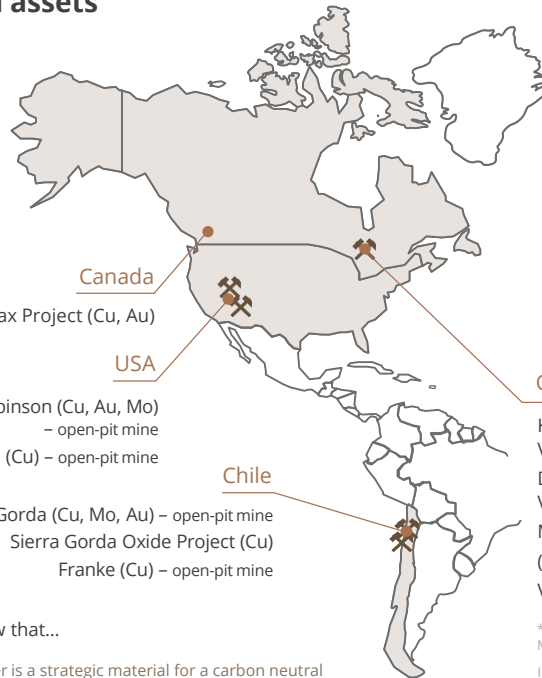 assets
Canada
ax Project (Cu, Au)
USA
binson (Cu, Au, Mo)
– open-pit mine
(Cu) – open-pit mine
Chile
Gorda (Cu, Mo, Au) – open-pit mine
Sierra Gorda Oxide Project (Cu)
Franke (Cu) – open-pit mine
w that...
er is a strategic material for a carbon neutral